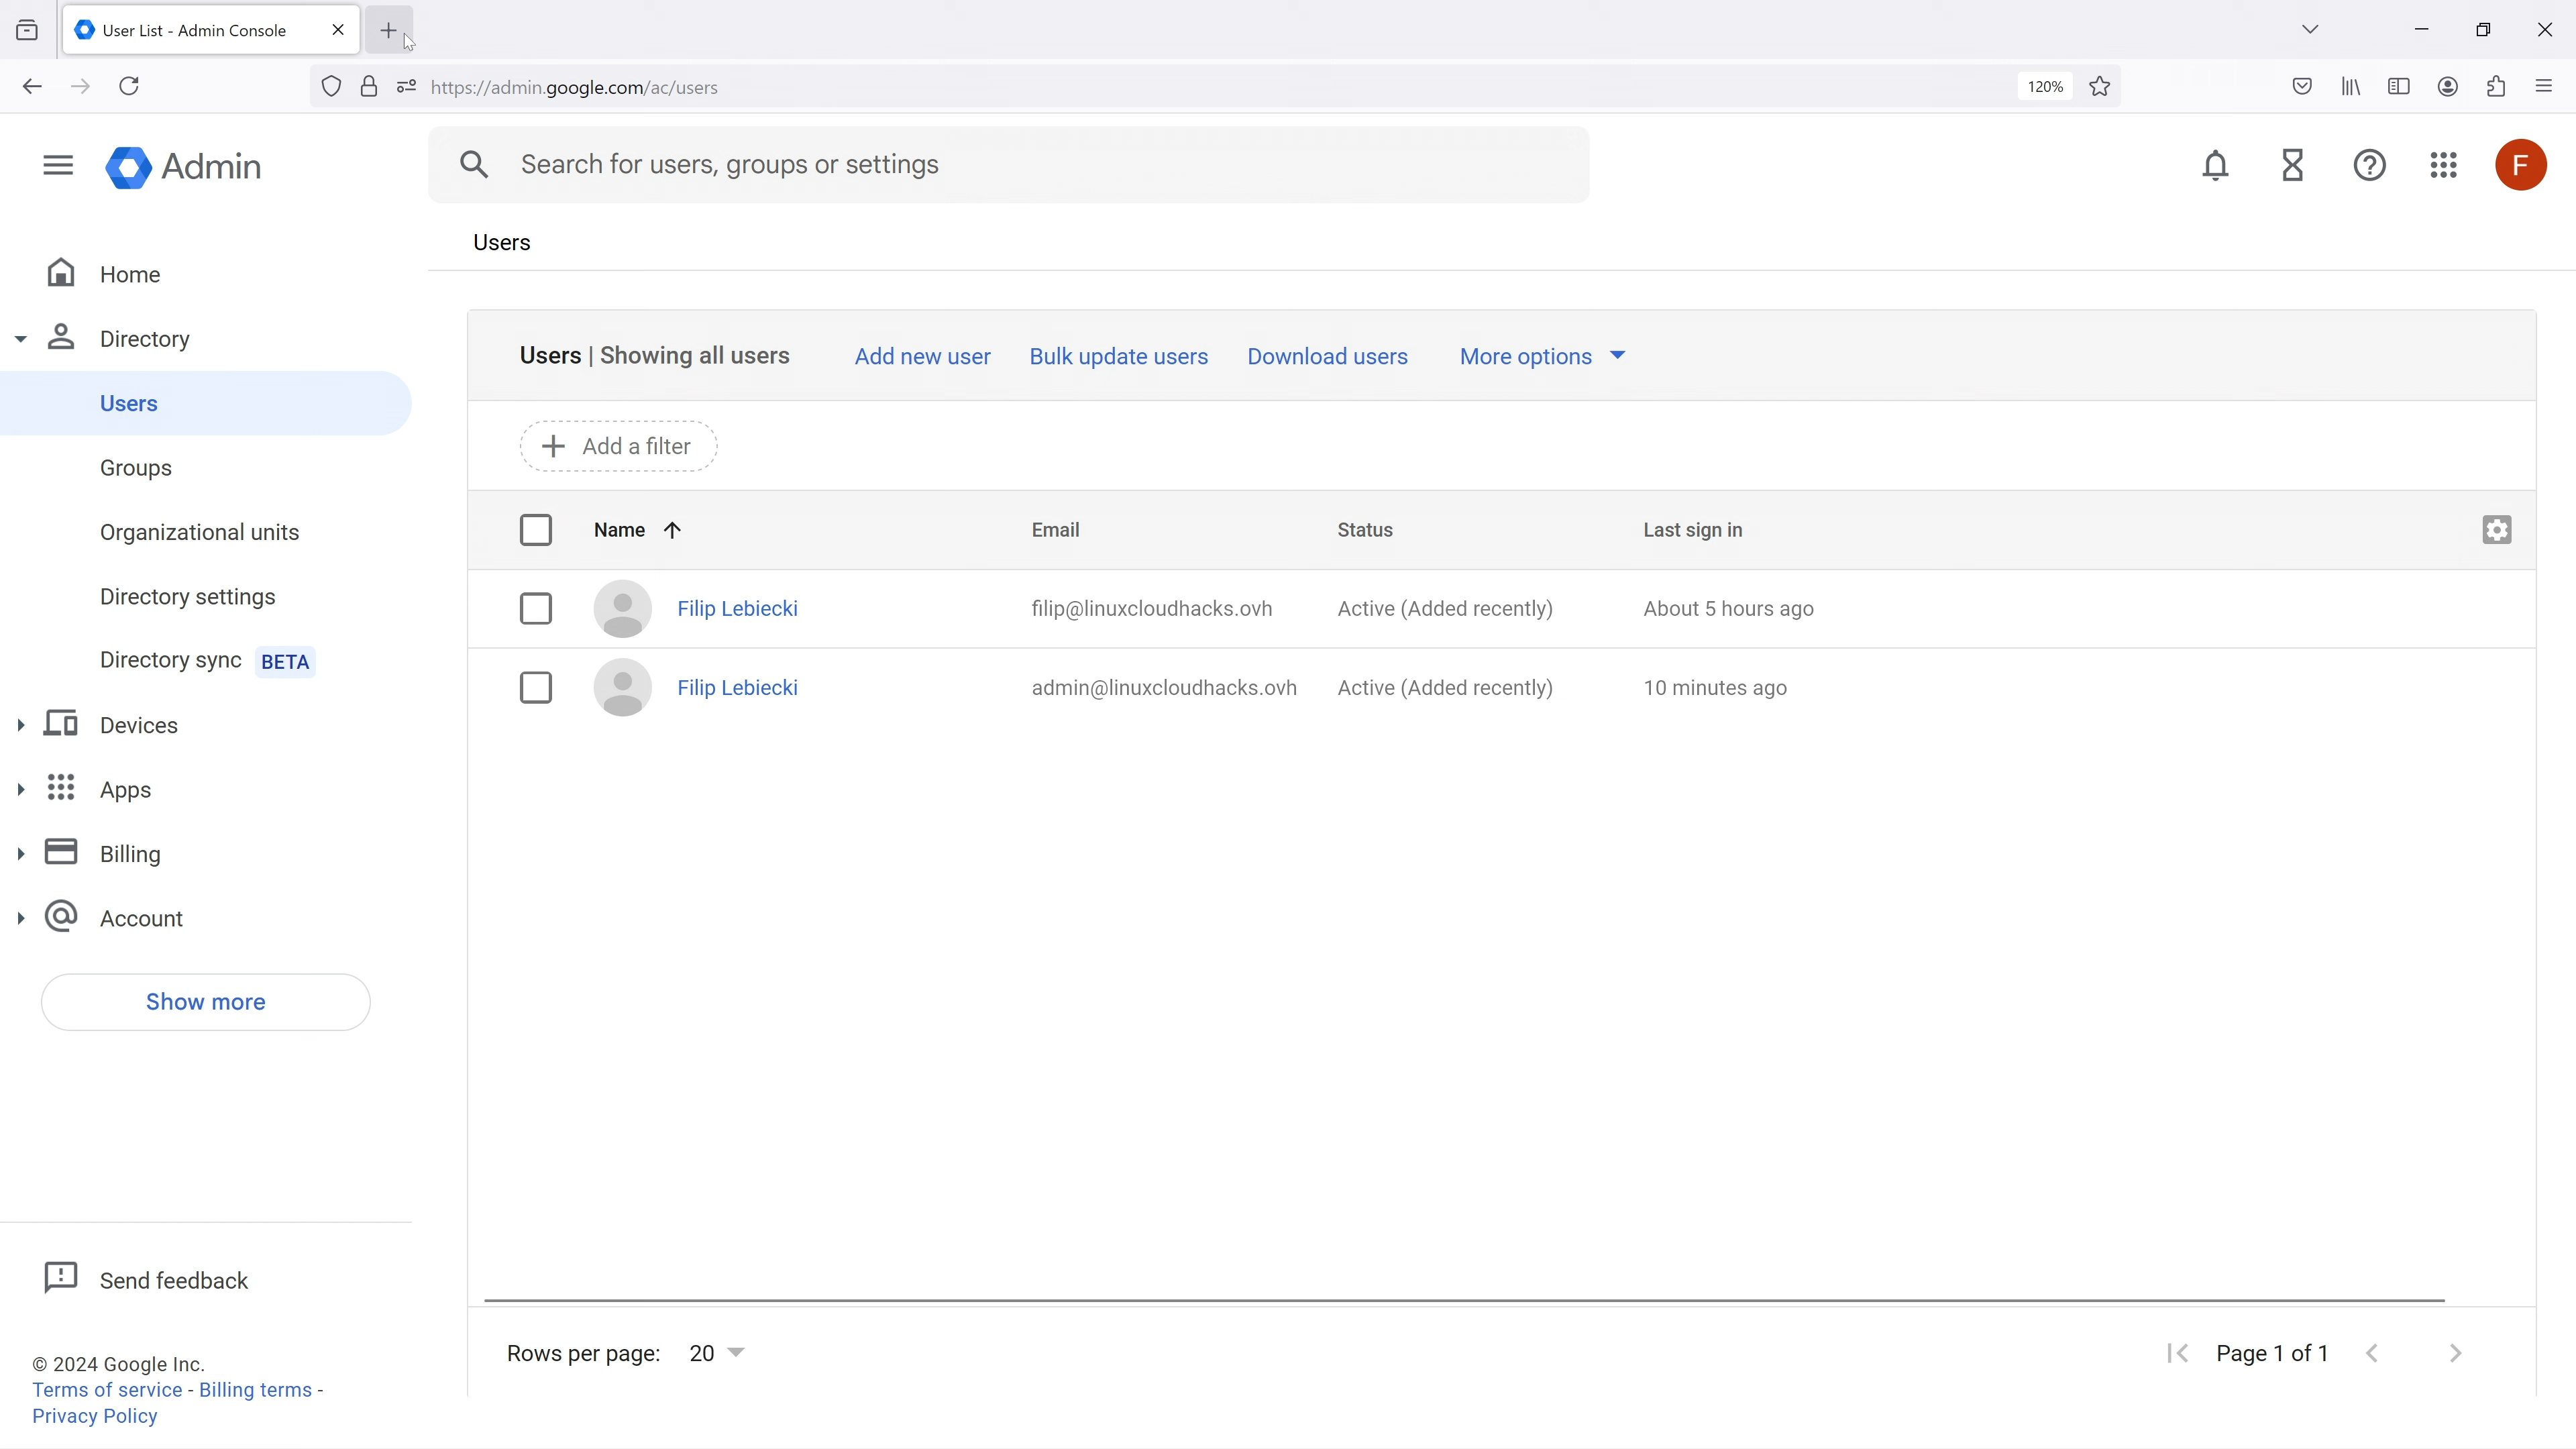 User List - Admin Console
https://admin.google.com/ac/users
120%
Admin
Search for users, groups or settings
F
Users
Home
Directory
Users
Groups
Organizational units
Directory settings
Directory sync BETA
Devices
Apps
Billing
Account
Show more
Send feedback
© 2024 Google Inc.
Terms of service - Billing terms -
Privacy Policy
Users | Showing all users Add new user Bulk update users Download users More options
Add a filter
Name Email Status Last sign in
Filip Lebiecki filip@linuxcloudhacks.ovh Active (Added recently) About 5 hours ago
Filip Lebiecki admin@linuxcloudhacks.ovh Active (Added recently) 10 minutes ago
Rows per page: 20 Page 1 of 1